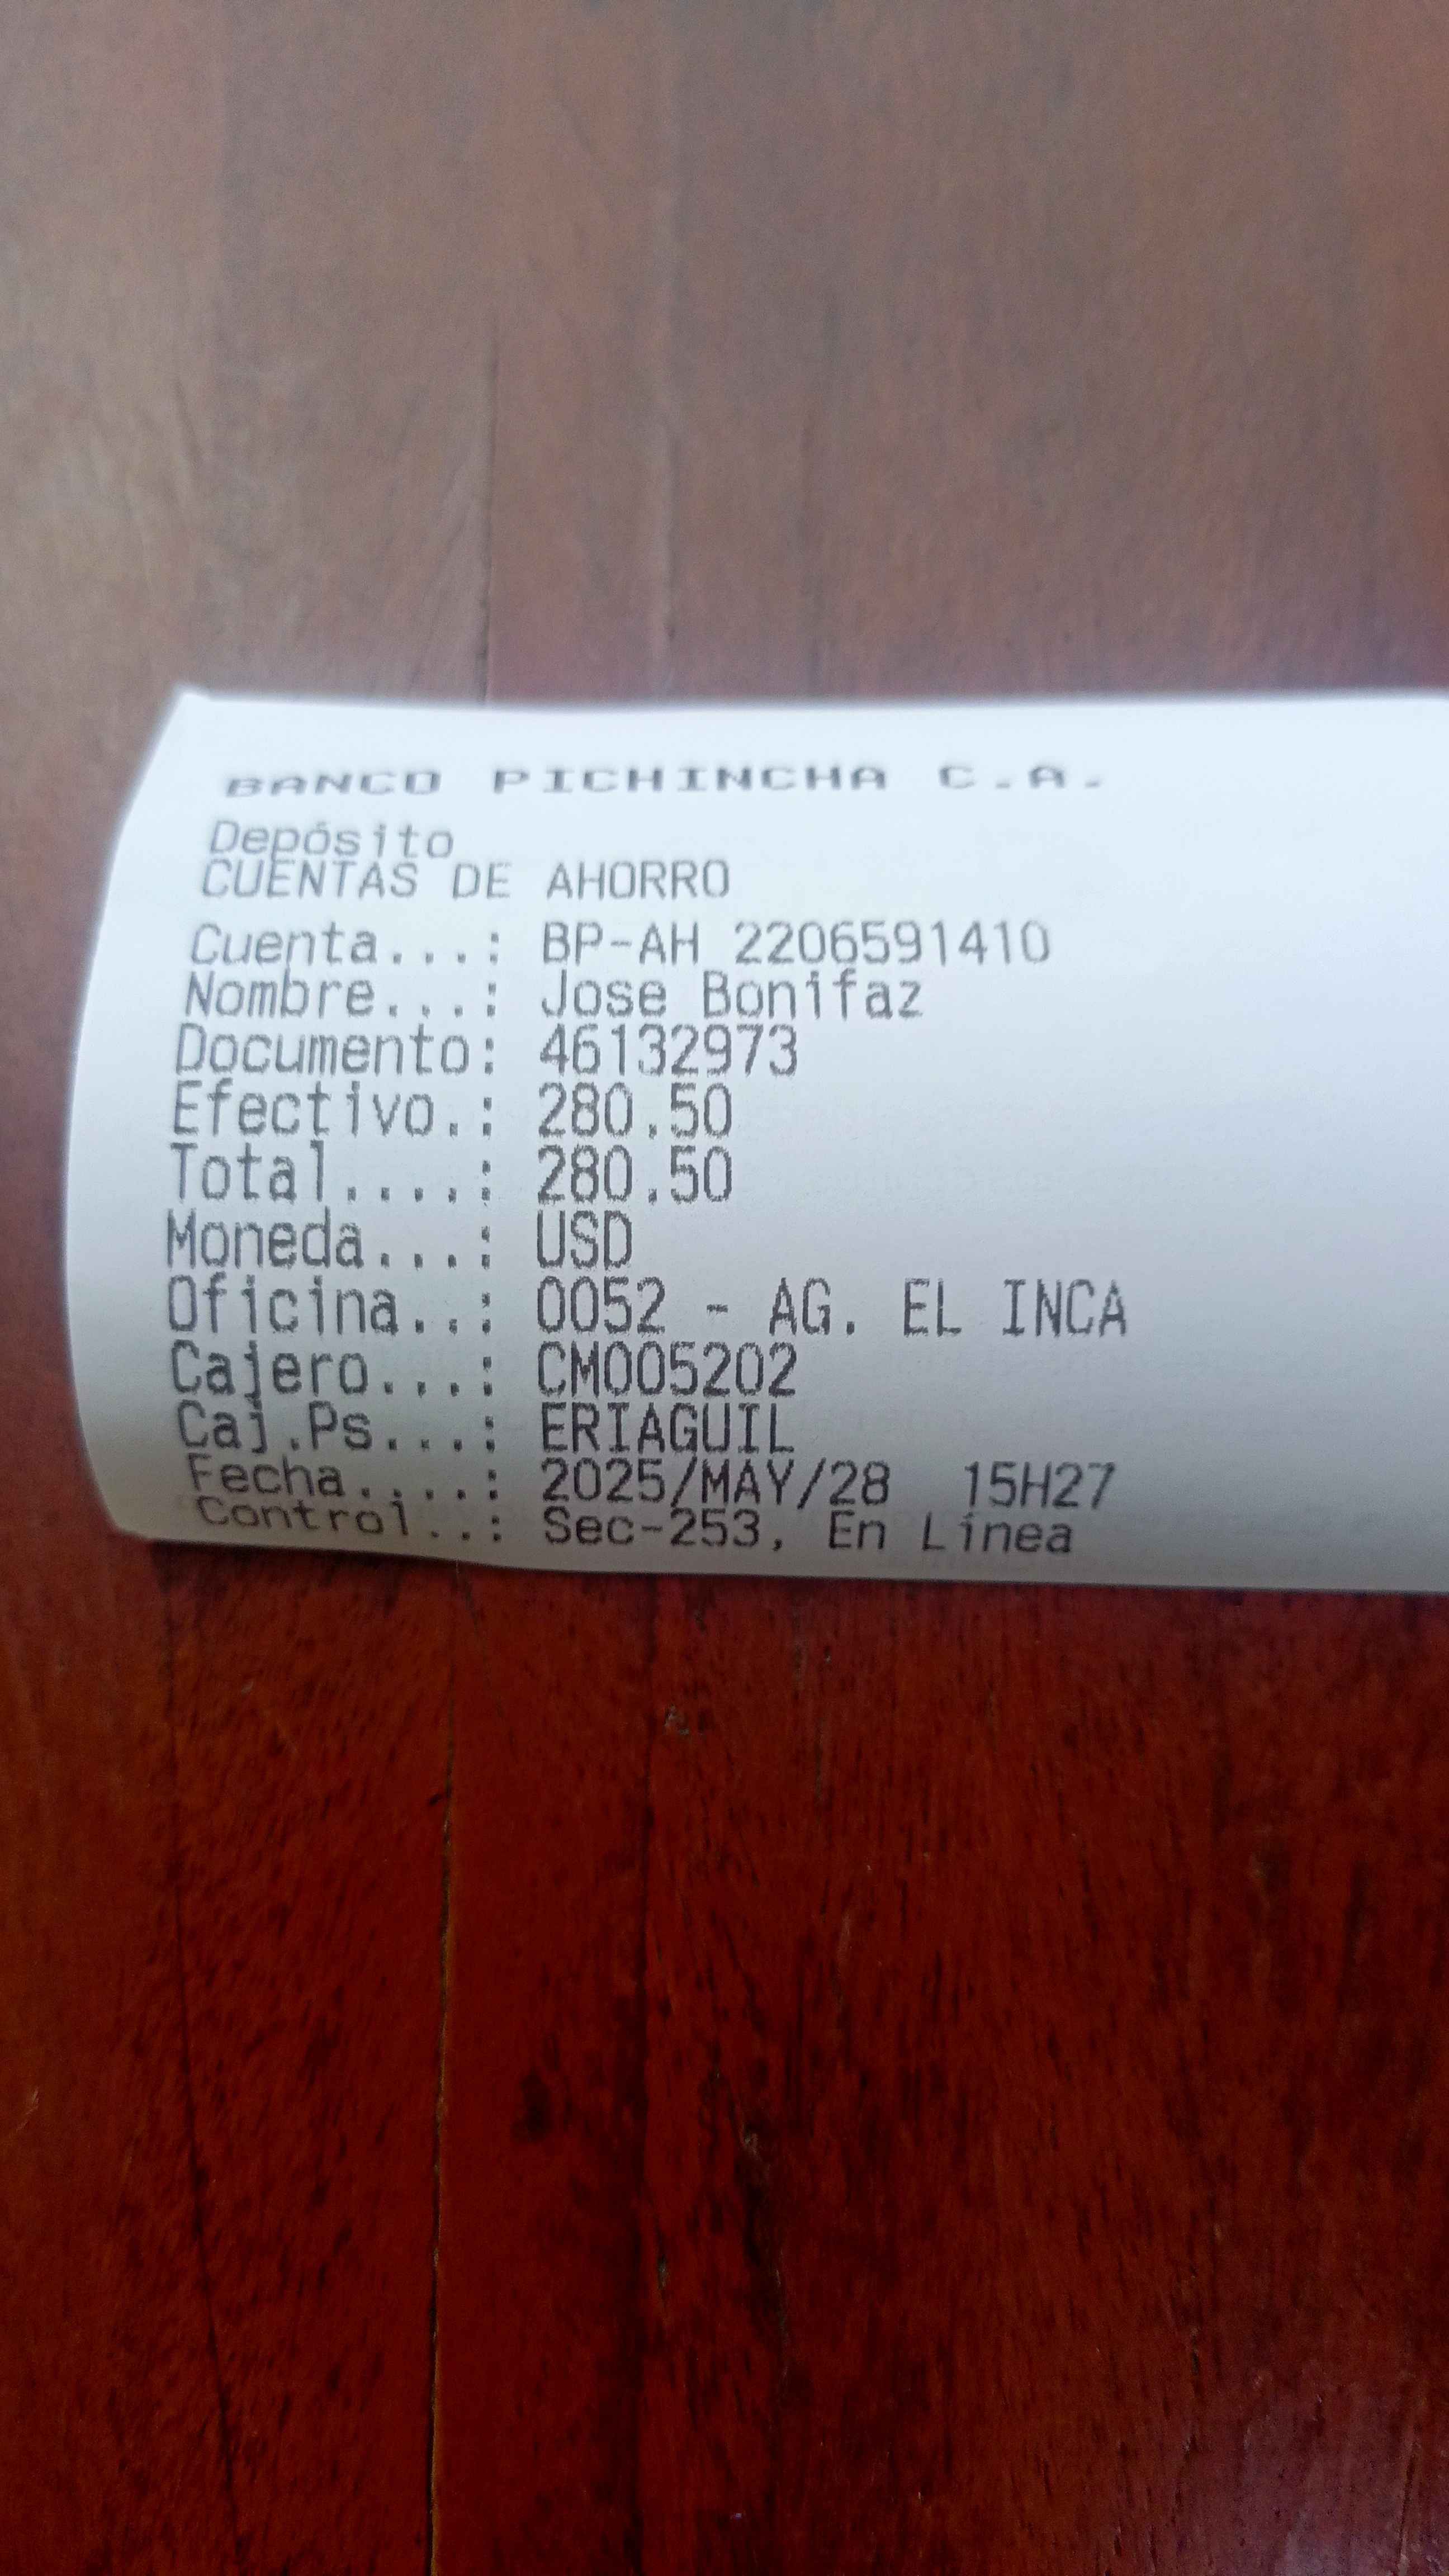 BANCO PICHINCHA C.A.
Depósito
CUENTAS DE AHORRO
Cuenta...: BP-AH 2206591410
Nombre...: Jose Bonifaz
Documento: 46132973
Efectivo.: 280.50
Total....: 280.50
Moneda...: USD
Oficina..: 0052 - AG. EL INCA
Cajero...: CM005202
Caj.Ps...: ERIAGUIL
Fecha....: 2025/MAY/28 15H27
Control..: Sec-253, En Línea